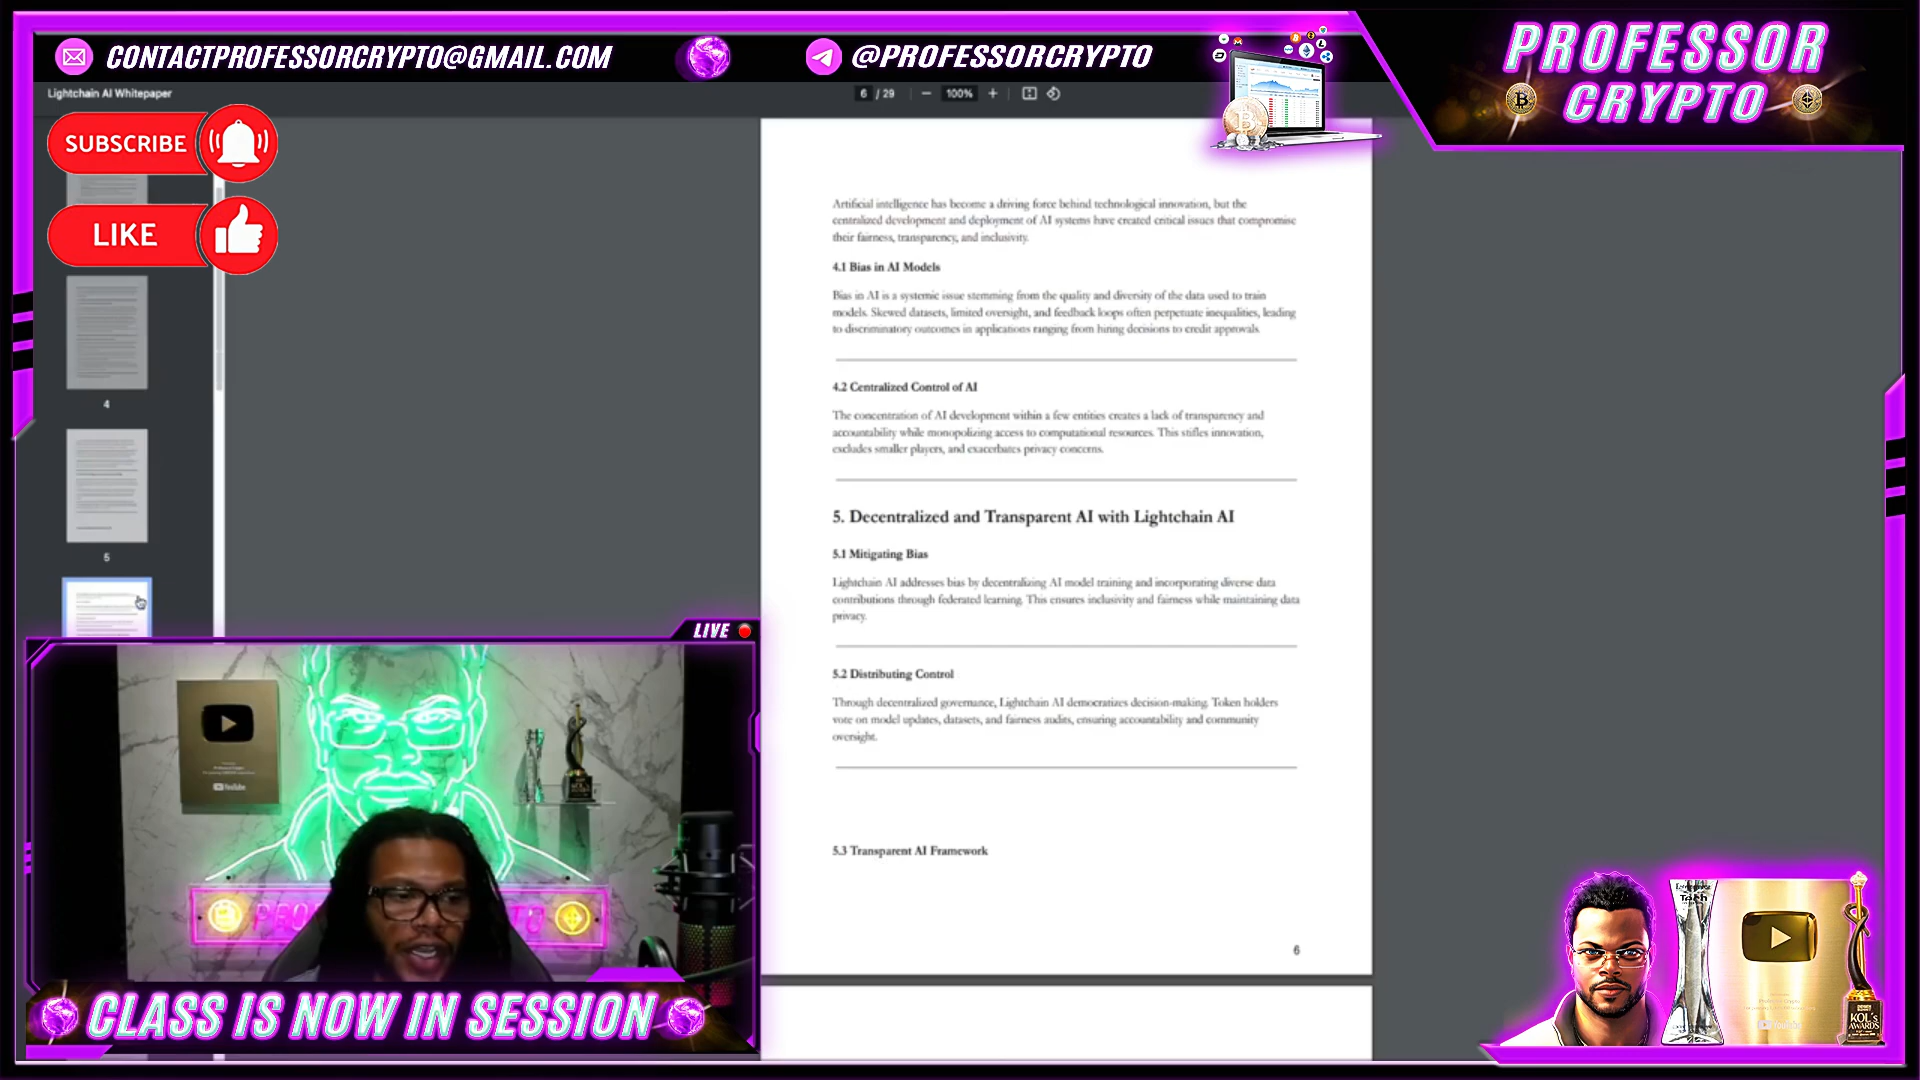 CONTACTPROFESSORCRYPTO@GMAIL.COM
@PROFESSORCRYPTO
PROFESSOR
CRYPTO
Lightchain AI Whitepaper
6 / 29
100%
SUBSCRIBE
LIKE
4
5
Artificial intelligence has become a driving force behind technological innovation, but the
centralized development and deployment of AI systems have created critical issues that compromise
their fairness, transparency, and inclusivity.
4.1 Bias in AI Models
Bias in AI is a systemic issue stemming from the quality and diversity of the data used to train
models. Skewed datasets, limited oversight, and feedback loops often perpetuate inequalities, leading
to discriminatory outcomes in applications ranging from hiring decisions to credit approvals.
4.2 Centralized Control of AI
The concentration of AI development within a few entities creates a lack of transparency and
accountability while monopolizing access to computational resources. This stifles innovation,
excludes smaller players, and exacerbates privacy concerns.
5. Decentralized and Transparent AI with Lightchain AI
5.1 Mitigating Bias
Lightchain AI addresses bias by decentralizing AI model training and incorporating diverse data
contributions through federated learning. This ensures inclusivity and fairness while maintaining data
privacy.
5.2 Distributing Control
Through decentralized governance, Lightchain AI democratizes decision-making. Token holders
vote on model updates, datasets, and fairness audits, ensuring accountability and community
oversight.
5.3 Transparent AI Framework
6
LIVE
YouTube
CLASS IS NOW IN SESSION
KOL's
AWARDS